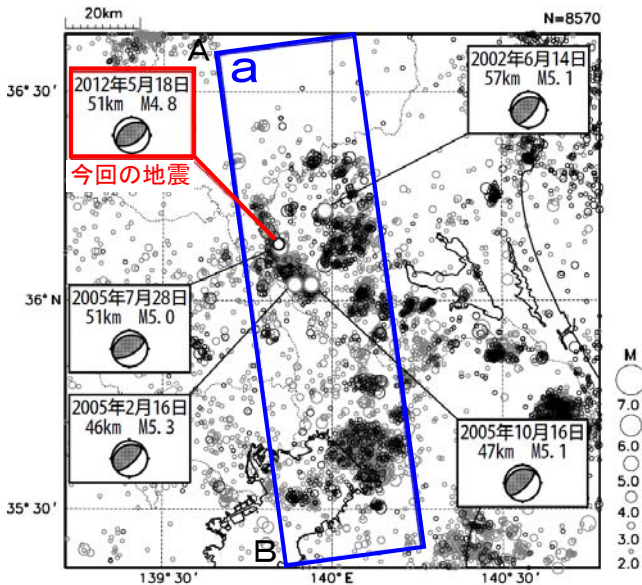 20km
N=8570
A
a
2012年5月18日
51km M4.8
今回の地震
2002年6月14日
57km M5.1
36°30′
2005年7月28日
51km M5.0
36°N
2005年2月16日
46km M5.3
2005年10月16日
47km M5.1
35°30′
B
139°30′
140°E
140°30′
M
7.0
6.0
5.0
4.0
3.0
2.0